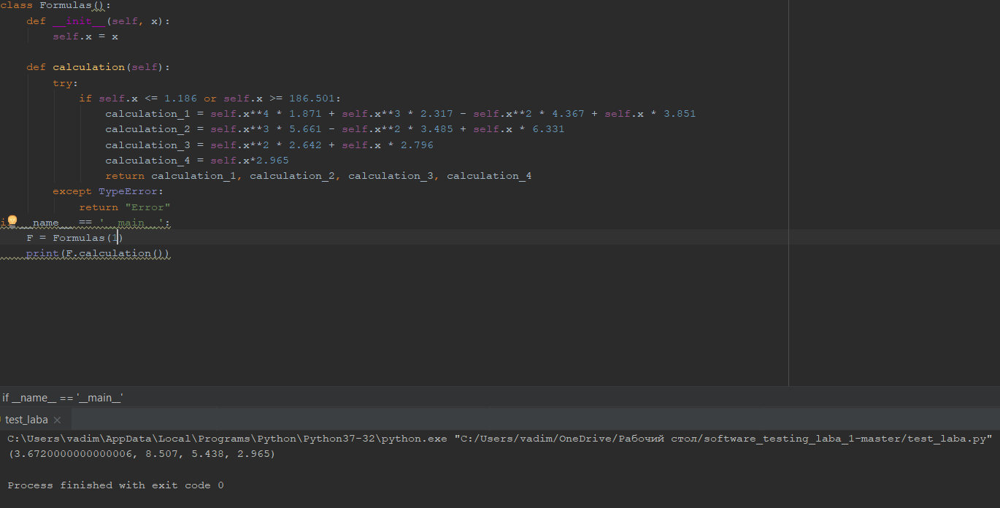 class Formulas():
def __init__(self, x):
self.x = x
def calculation(self):
try:
if self.x <= 1.186 or self.x >= 186.501:
calculation_1 = self.x**4 * 1.871 + self.x**3 * 2.317 - self.x**2 * 4.367 + self.x * 3.851
calculation_2 = self.x**3 * 5.661 - self.x**2 * 3.485 + self.x * 6.331
calculation_3 = self.x**2 * 2.642 + self.x * 2.796
calculation_4 = self.x*2.965
return calculation_1, calculation_2, calculation_3, calculation_4
except TypeError:
return "Error"
if __name__ == '__main__':
F = Formulas(1)
print(F.calculation())
if __name__ == '__main__'
test_laba
C:\Users\vadim\AppData\Local\Programs\Python\Python37-32\python.exe "C:/Users/vadim/OneDrive/Рабочий стол/software_testing_laba_1-master/test_laba.py"
(3.6720000000000006, 8.507, 5.438, 2.965)
Process finished with exit code 0